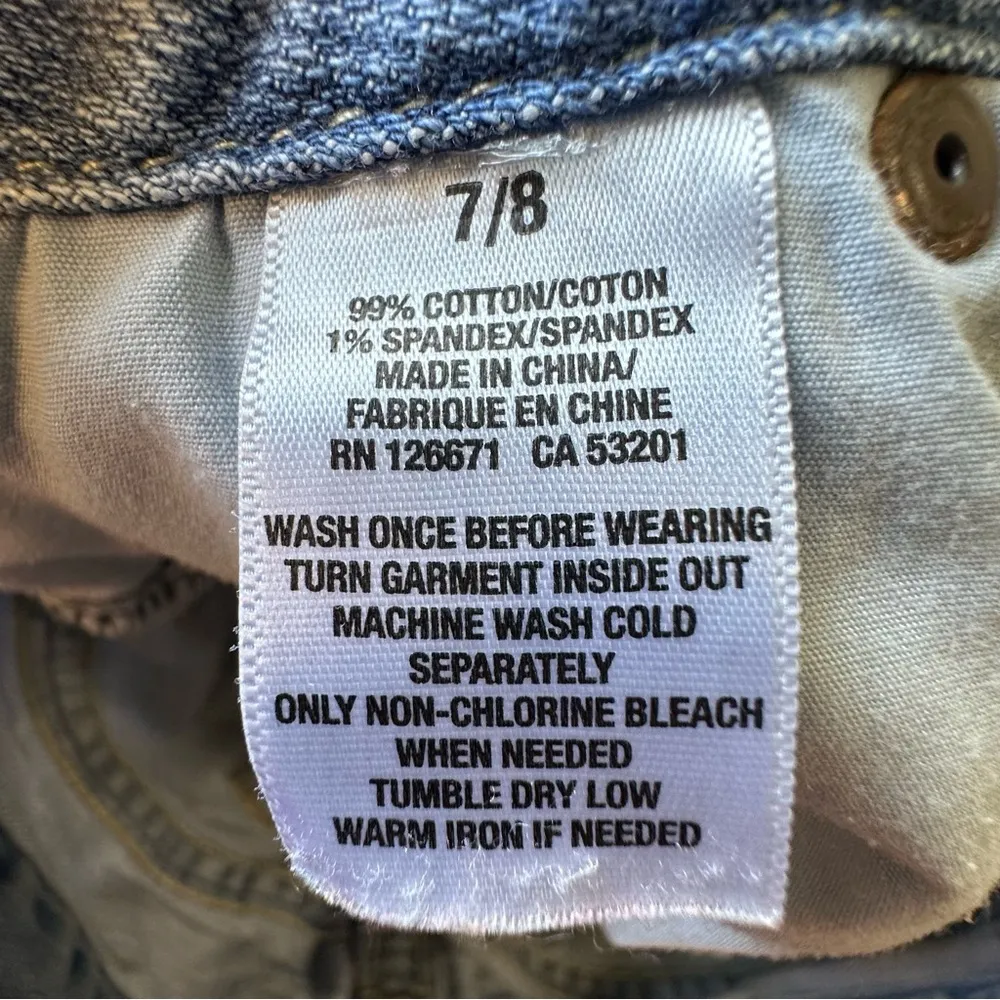 7/8
99% COTTON/COTON
1% SPANDEX/SPANDEX
MADE IN CHINA/
FABRIQUE EN CHINE
RN 126671 CA 53201
WASH ONCE BEFORE WEARING
TURN GARMENT INSIDE OUT
MACHINE WASH COLD
SEPARATELY
ONLY NON-CHLORINE BLEACH
WHEN NEEDED
TUMBLE DRY LOW
WARM IRON IF NEEDED